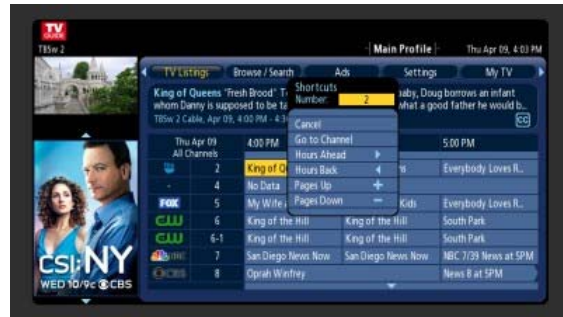 TV
GUIDE
TBSw 2
Main Profile
Thu Apr 09, 4:03 PM
TV Listings Browse / Search Ads Settings My TV
King of Queens "Fresh Brood" baby, Doug borrows an infant
whom Danny is supposed to be ta what a good father he would b...
TBSw 2 Cable, Apr 09, 4:00 PM - 4:3
CC
Shortcuts
Number: 2
Cancel
Go to Channel
Hours Ahead
Hours Back
Pages Up +
Pages Down -
Thu Apr 09 4:00 PM 5:00 PM
All Channels
2 King of Q Everybody Loves R...
- 4 No Data
FOX 5 My Wife Kids Everybody Loves R...
CW 6 King of the Hill King of the Hill South Park
CW 6-1 King of the Hill King of the Hill South Park
NBC 7 San Diego News Now San Diego News Now NBC 7/39 News at 5PM
CBS 8 Oprah Winfrey News 8 at 5PM
CSI:NY
WED 10/9c CBS